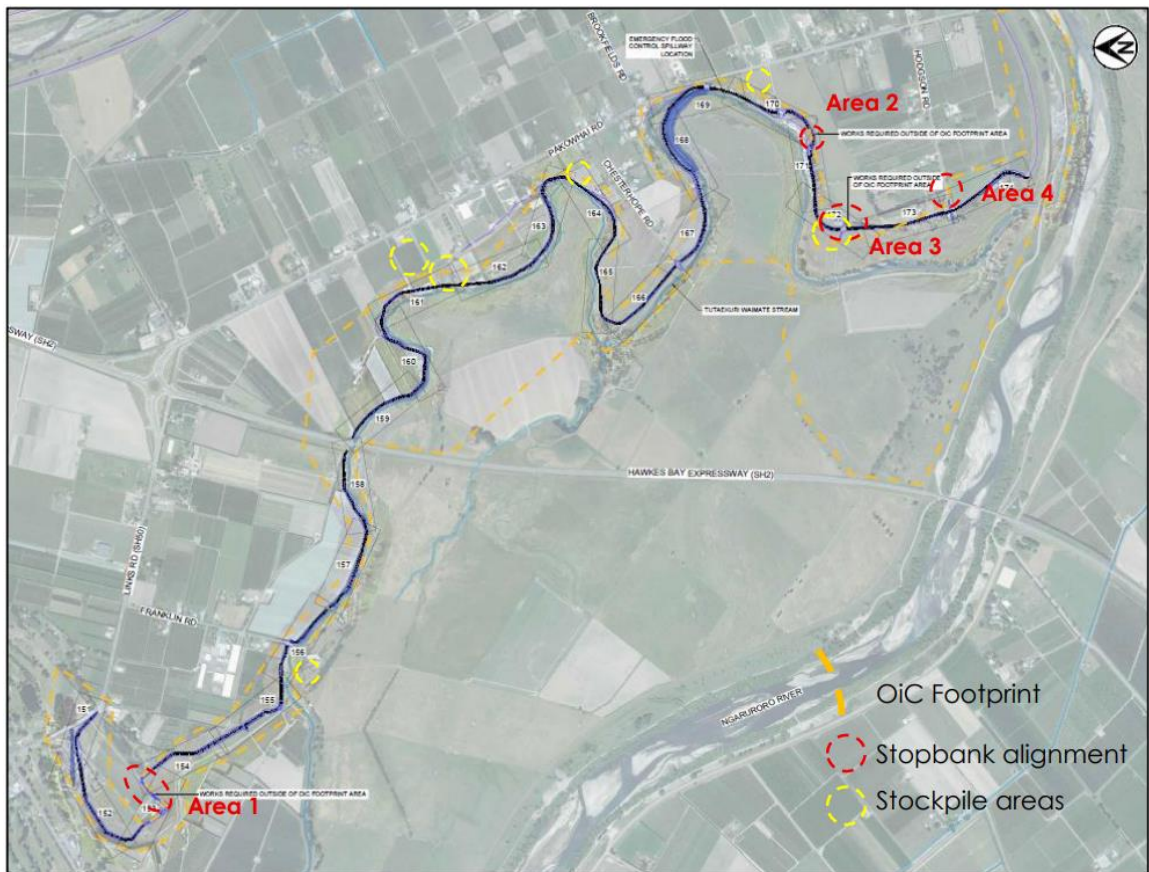 BROOKFIELDS RD
EMERGENCY FLOOD
CONTROL SPILLWAY
LOCATION
HODGSON RD
N
169
170
Area 2
WORKS REQUIRED OUTSIDE OF OIC FOOTPRINT AREA
168
PAKOWHAI RD
171
CHESTERHOPE RD
WORKS REQUIRED OUTSIDE
OF OIC FOOTPRINT AREA
Area 4
164
172
173
163
Area 3
167
162
165
161
166
TUTAEKURI WAIMATE STREAM
SWAY (SH2)
160
159
HAWKES BAY EXPRESSWAY (SH2)
158
LINKS RD (SH50)
157
FRANKLIN RD
156
155
151
154
NGARURORO RIVER
OiC Footprint
Stopbank alignment
WORKS REQUIRED OUTSIDE OF OIC FOOTPRINT AREA
Area 1
152
Stockpile areas